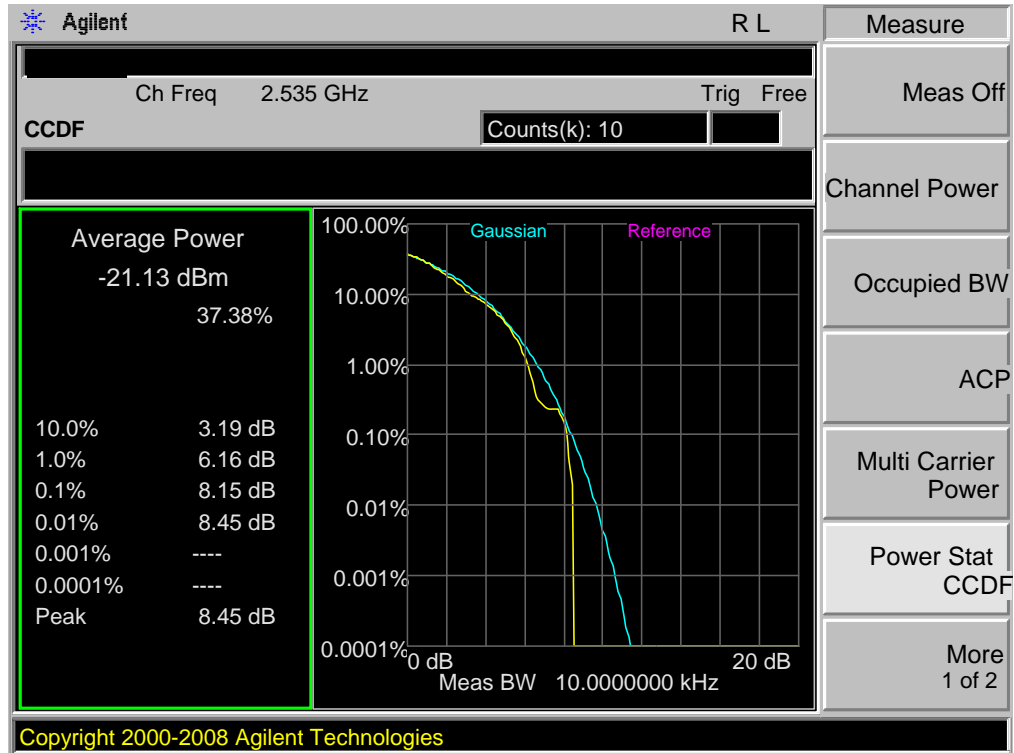 Agilent
R L
Measure
Ch Freq 2.535 GHz
Trig Free
CCDF
Counts(k): 10
Average Power
-21.13 dBm
37.38%
10.0% 3.19 dB
1.0% 6.16 dB
0.1% 8.15 dB
0.01% 8.45 dB
0.001% ----
0.0001% ----
Peak 8.45 dB
Gaussian
Reference
100.00%
10.00%
1.00%
0.10%
0.01%
0.001%
0.0001%
0 dB
20 dB
Meas BW 10.0000000 kHz
Meas Off
Channel Power
Occupied BW
ACP
Multi Carrier
Power
Power Stat
CCDF
More
1 of 2
Copyright 2000-2008 Agilent Technologies